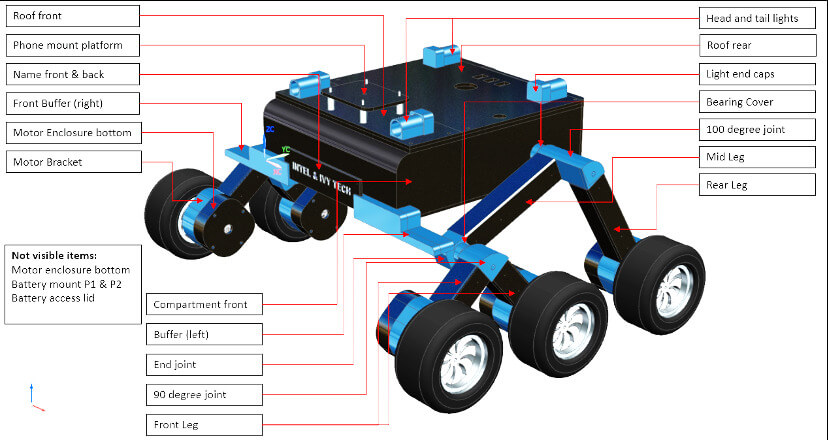 Roof front
Phone mount platform
Name front & back
Front Buffer (right)
Motor Enclosure bottom
Motor Bracket
Not visible items:
Motor enclosure bottom
Battery mount P1 & P2
Battery access lid
Compartment front
Buffer (left)
End joint
90 degree joint
Front Leg
Head and tail lights
Roof rear
Light end caps
Bearing Cover
100 degree joint
Mid Leg
Rear Leg
ZC
YC
INTEL & IVY TECH